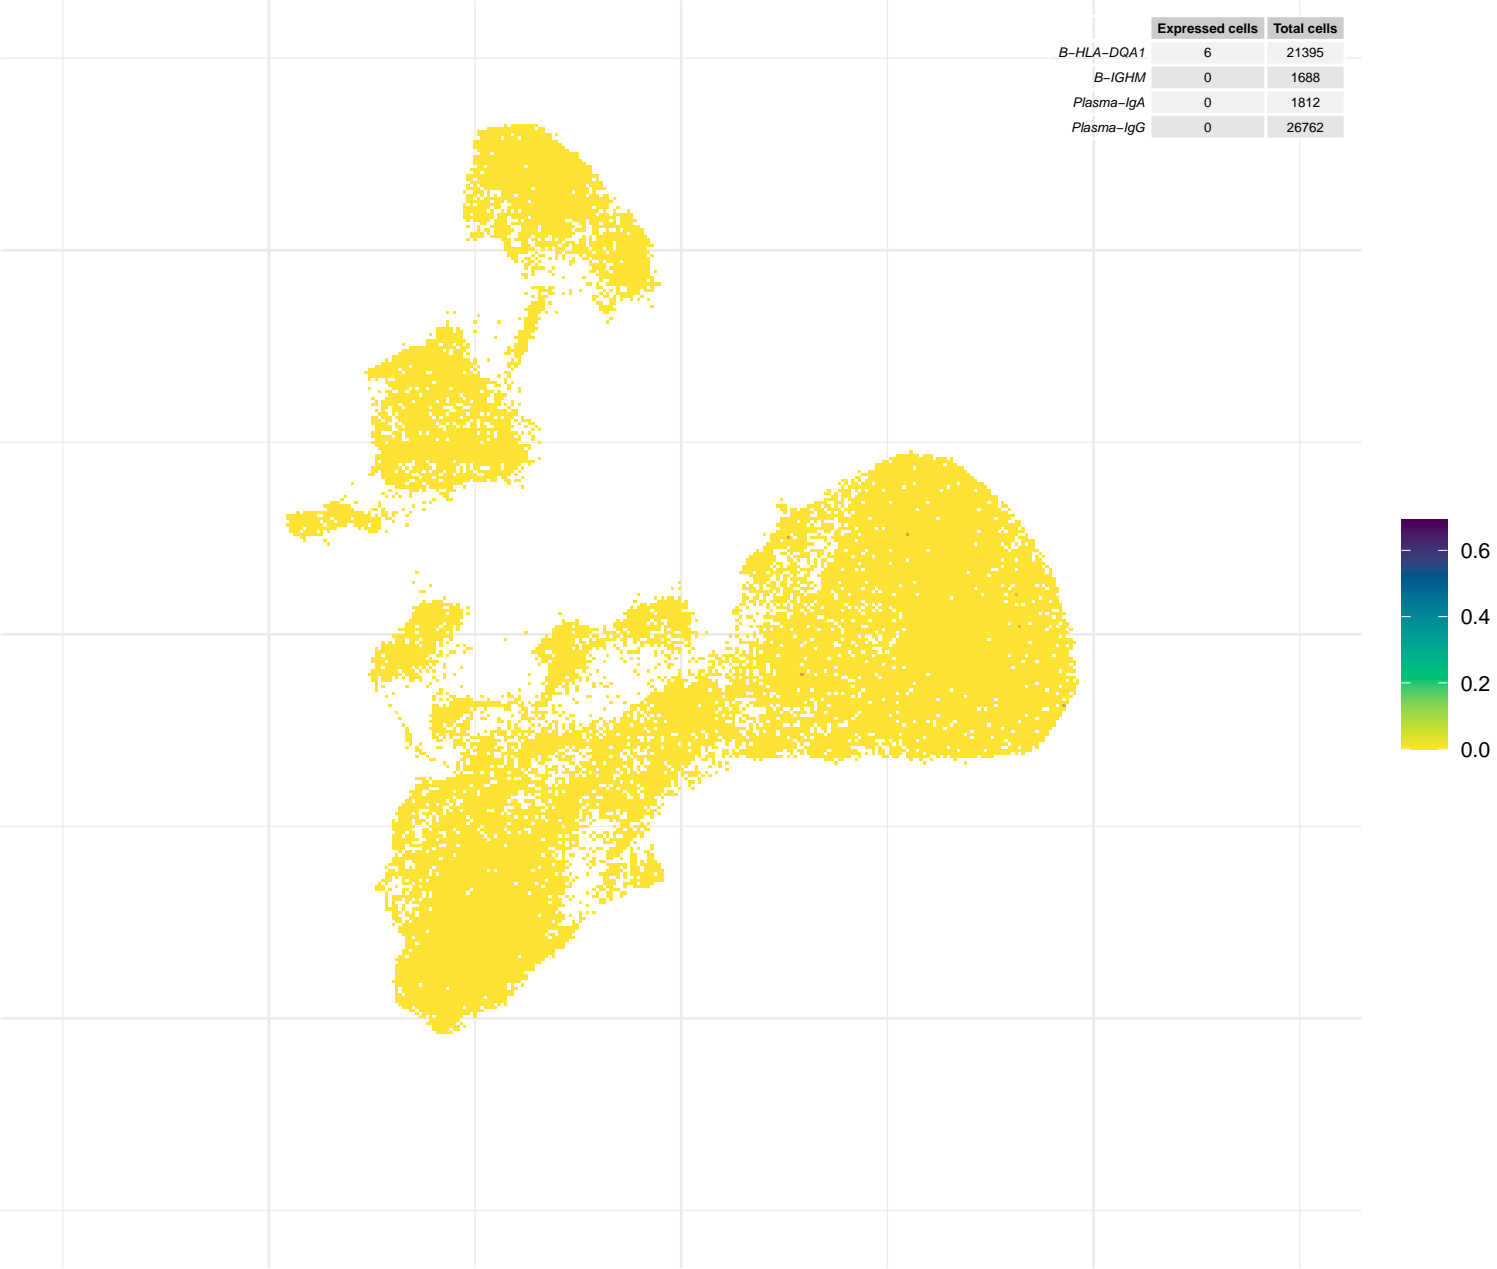 Expressed cells Total cells
B−HLA−DQA1 6 21395
B−IGHM 0 1688
Plasma−IgA 0 1812
Plasma−IgG 0 26762
0.6
0.4
0.2
0.0